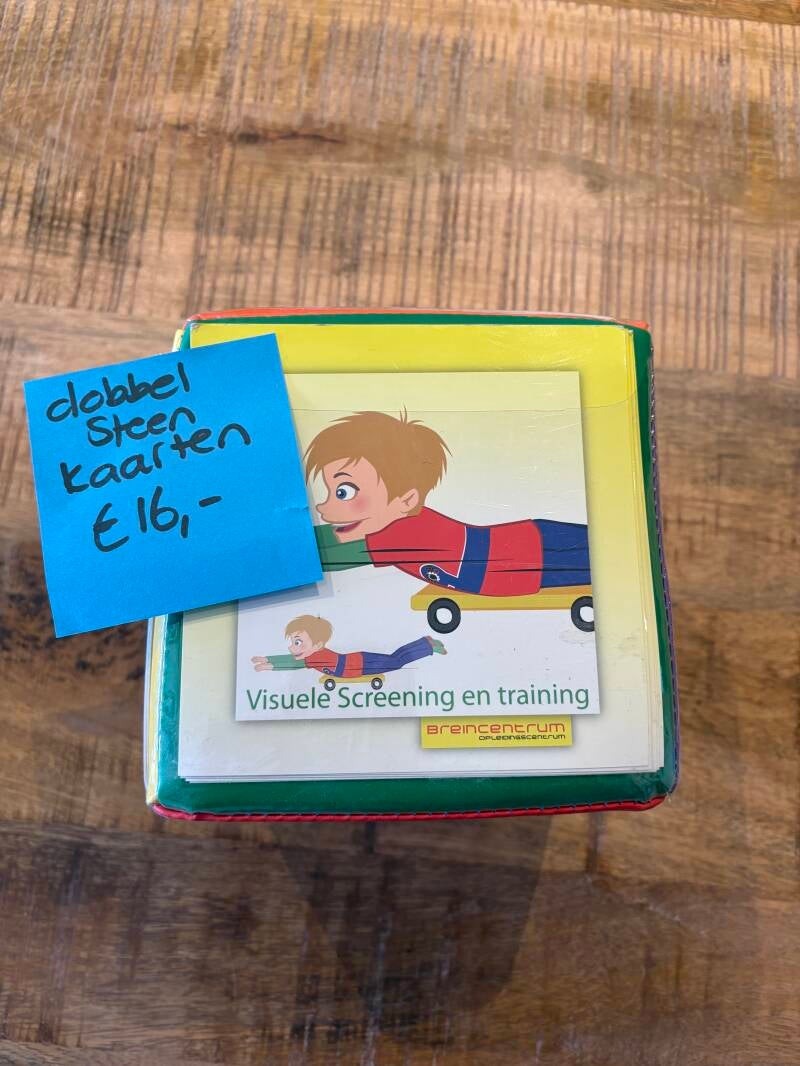 dobbel
Steen
kaarten
€16,-
Visuele Screening en training
Breincentrum
Opleidingscentrum